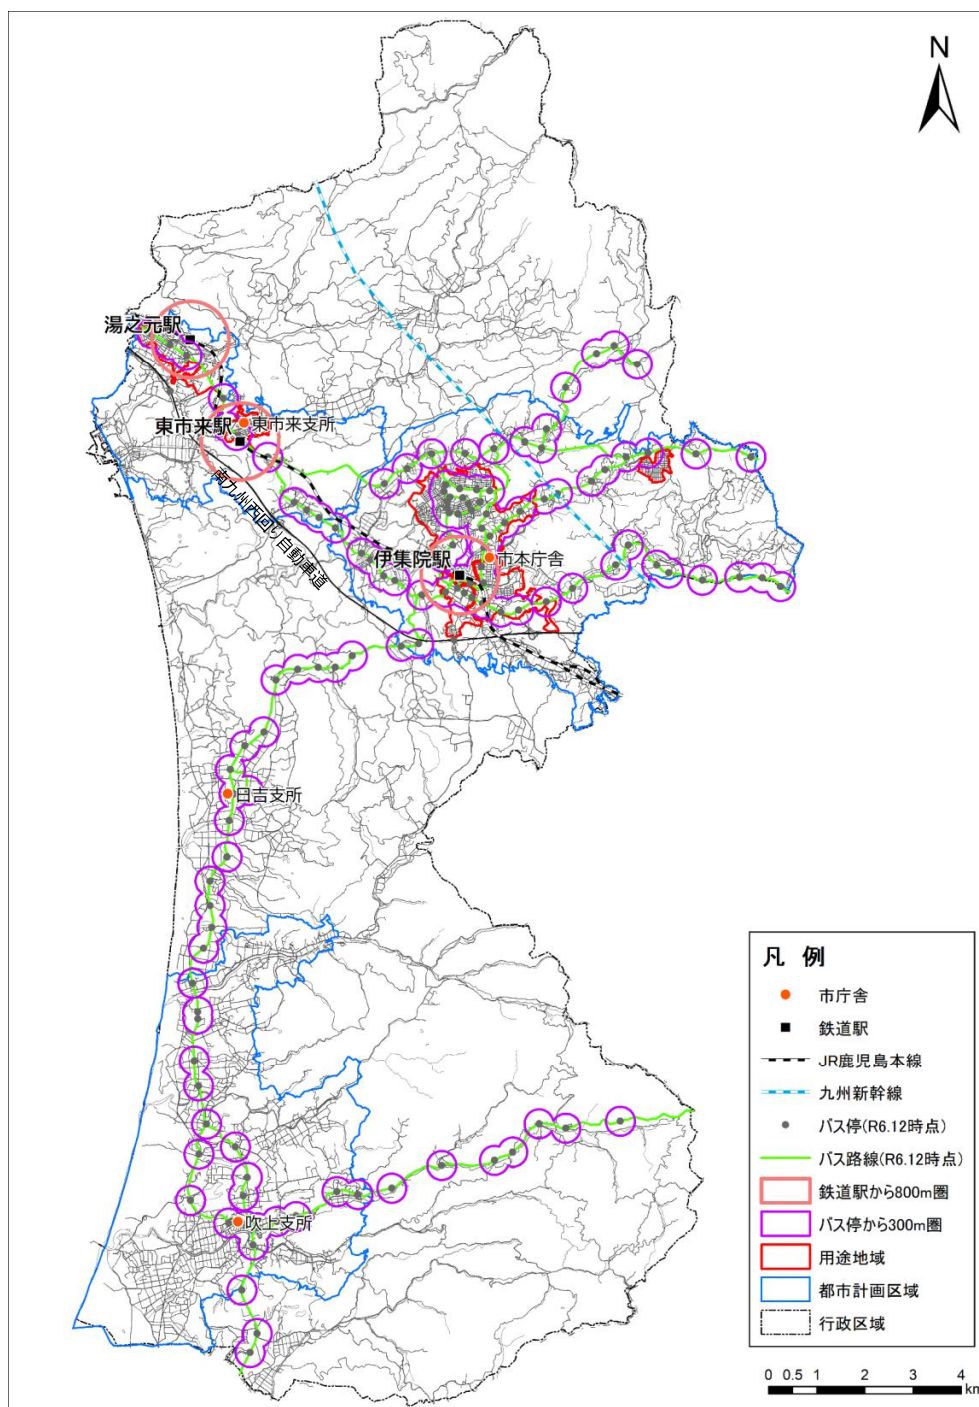 N
湯之元駅
東市来駅
東市来支所
南九州西回り自動車道
伊集院駅
市本庁舎
日吉支所
吹上支所
凡 例
市庁舎
鉄道駅
JR鹿児島本線
九州新幹線
バス停(R6.12時点)
バス路線(R6.12時点)
鉄道駅から800m圏
バス停から300m圏
用途地域
都市計画区域
行政区域
0 0.5 1 2 3 4
km